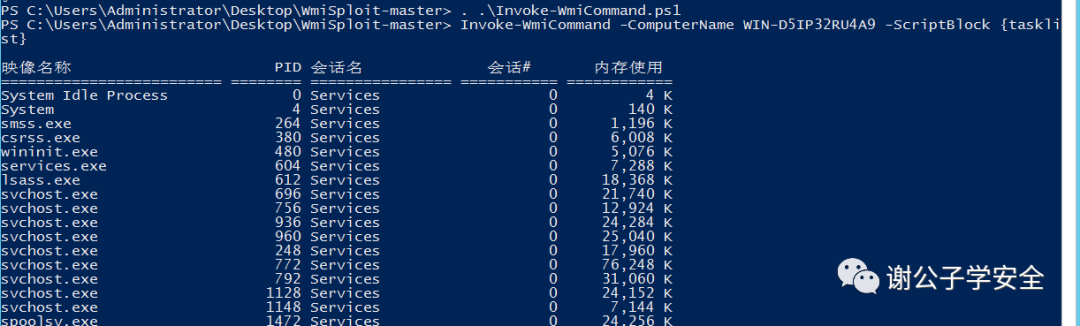 PS C:\Users\Administrator\Desktop\WmiSploit-master> . .\Invoke-WmiCommand.ps1
PS C:\Users\Administrator\Desktop\WmiSploit-master> Invoke-WmiCommand -ComputerName WIN-D5IP32RU4A9 -ScriptBlock {taskli
st}
映像名称 PID 会话名 会话# 内存使用
========================= ======== ================ =========== ============
System Idle Process 0 Services 0 4 K
System 4 Services 0 140 K
smss.exe 264 Services 0 1,196 K
csrss.exe 380 Services 0 6,008 K
wininit.exe 480 Services 0 5,076 K
services.exe 604 Services 0 7,288 K
lsass.exe 612 Services 0 18,368 K
svchost.exe 696 Services 0 21,740 K
svchost.exe 756 Services 0 12,924 K
svchost.exe 936 Services 0 24,284 K
svchost.exe 960 Services 0 25,040 K
svchost.exe 248 Services 0 17,960 K
svchost.exe 772 Services 0 76,248 K
svchost.exe 792 Services 0 31,060 K
svchost.exe 1128 Services 0 24,152 K
svchost.exe 1148 Services 0 7,144 K
spoolsv.exe 1472 Services 0 24,256 K
谢公子学安全